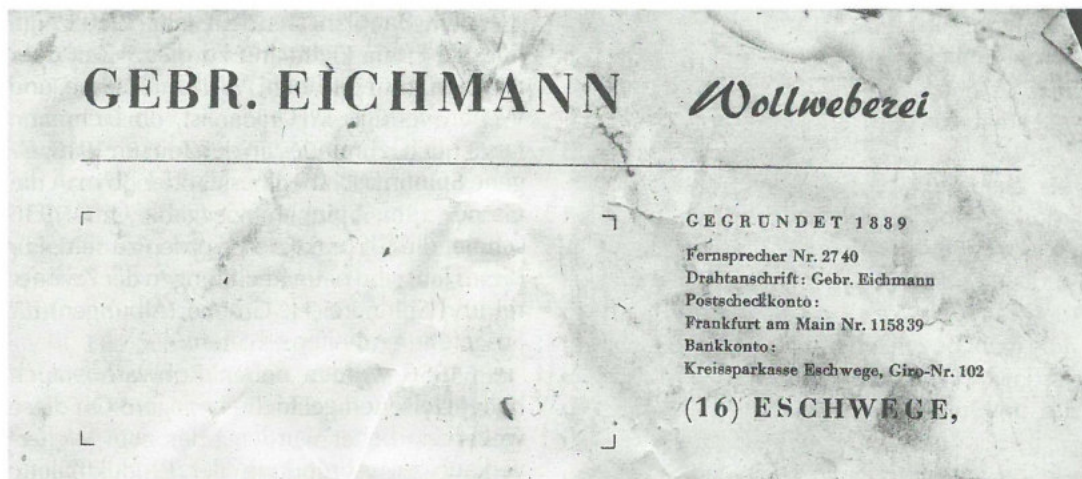 GEBR. EICHMANN Wollweberei
GEGRÜNDET 1889
Fernsprecher Nr. 2740
Drahtanschrift: Gebr. Eichmann
Postscheckkonto:
Frankfurt am Main Nr. 115839
Bankkonto:
Kreissparkasse Eschwege, Giro-Nr. 102
(16) ESCHWEGE,